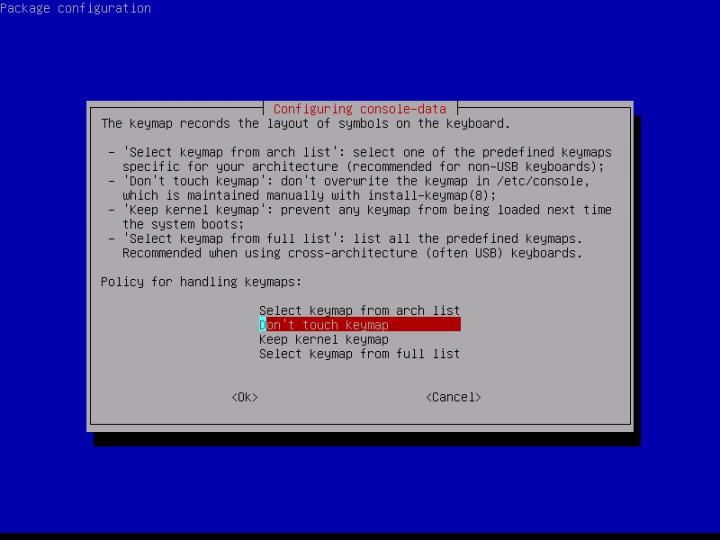 Package configuration
Configuring console-data
The keymap records the layout of symbols on the keyboard.
- 'Select keymap from arch list': select one of the predefined keymaps
specific for your architecture (recommended for non-USB keyboards);
- 'Don't touch keymap': don't overwrite the keymap in /etc/console,
which is maintained manually with install-keymap(8);
- 'Keep kernel keymap': prevent any keymap from being loaded next time
the system boots;
- 'Select keymap from full list': list all the predefined keymaps.
Recommended when using cross-architecture (often USB) keyboards.
Policy for handling keymaps:
Select keymap from arch list
Don't touch keymap
Keep kernel keymap
Select keymap from full list
<Ok> <Cancel>